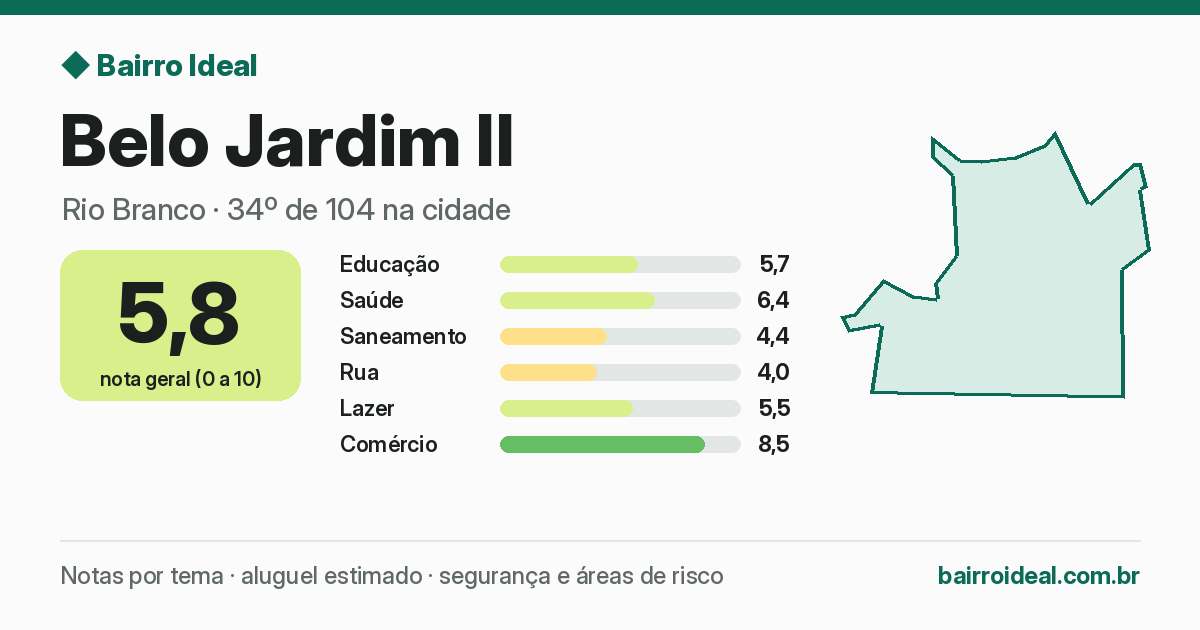 Bairro Ideal
Belo Jardim II
Rio Branco · 34º de 104 na cidade
5,8
nota geral (0 a 10)
Educação 5,7
Saúde 6,4
Saneamento 4,4
Rua 4,0
Lazer 5,5
Comércio 8,5
Notas por tema · aluguel estimado · segurança e áreas de risco
bairroideal.com.br